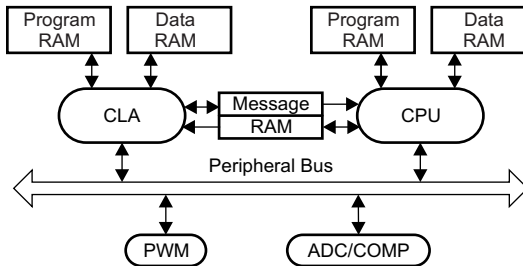 Program
RAM
Data
RAM
Program
RAM
Data
RAM
CLA
Message
RAM
CPU
Peripheral Bus
PWM
ADC/COMP